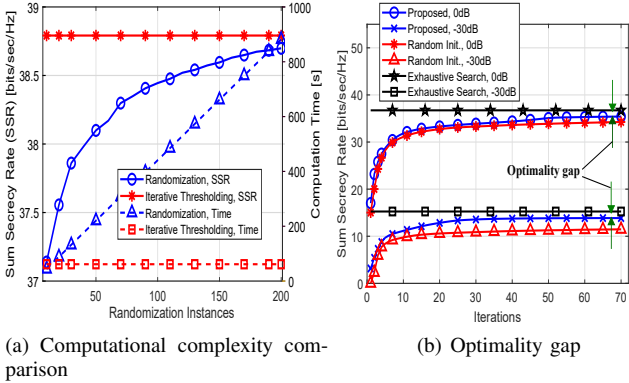 Sum Secrecy Rate (SSR) [bits/sec/Hz]
39
38.5
38
37.5
37
50
100
150
200
Randomization Instances
1000
800
600
400
200
0
Computation Time [s]
Randomization, SSR
Iterative Thresholding, SSR
Randomization, Time
Iterative Thresholding, Time
(a) Computational complexity com-
parison
Proposed, 0dB
Proposed, -30dB
Random Init., 0dB
Random Init., -30dB
Exhaustive Search, 0dB
Exhaustive Search, -30dB
Sum Secrecy Rate [bits/sec/Hz]
50
40
30
20
10
0
Optimality gap
0
10
20
30
40
50
60
70
Iterations
(b) Optimality gap